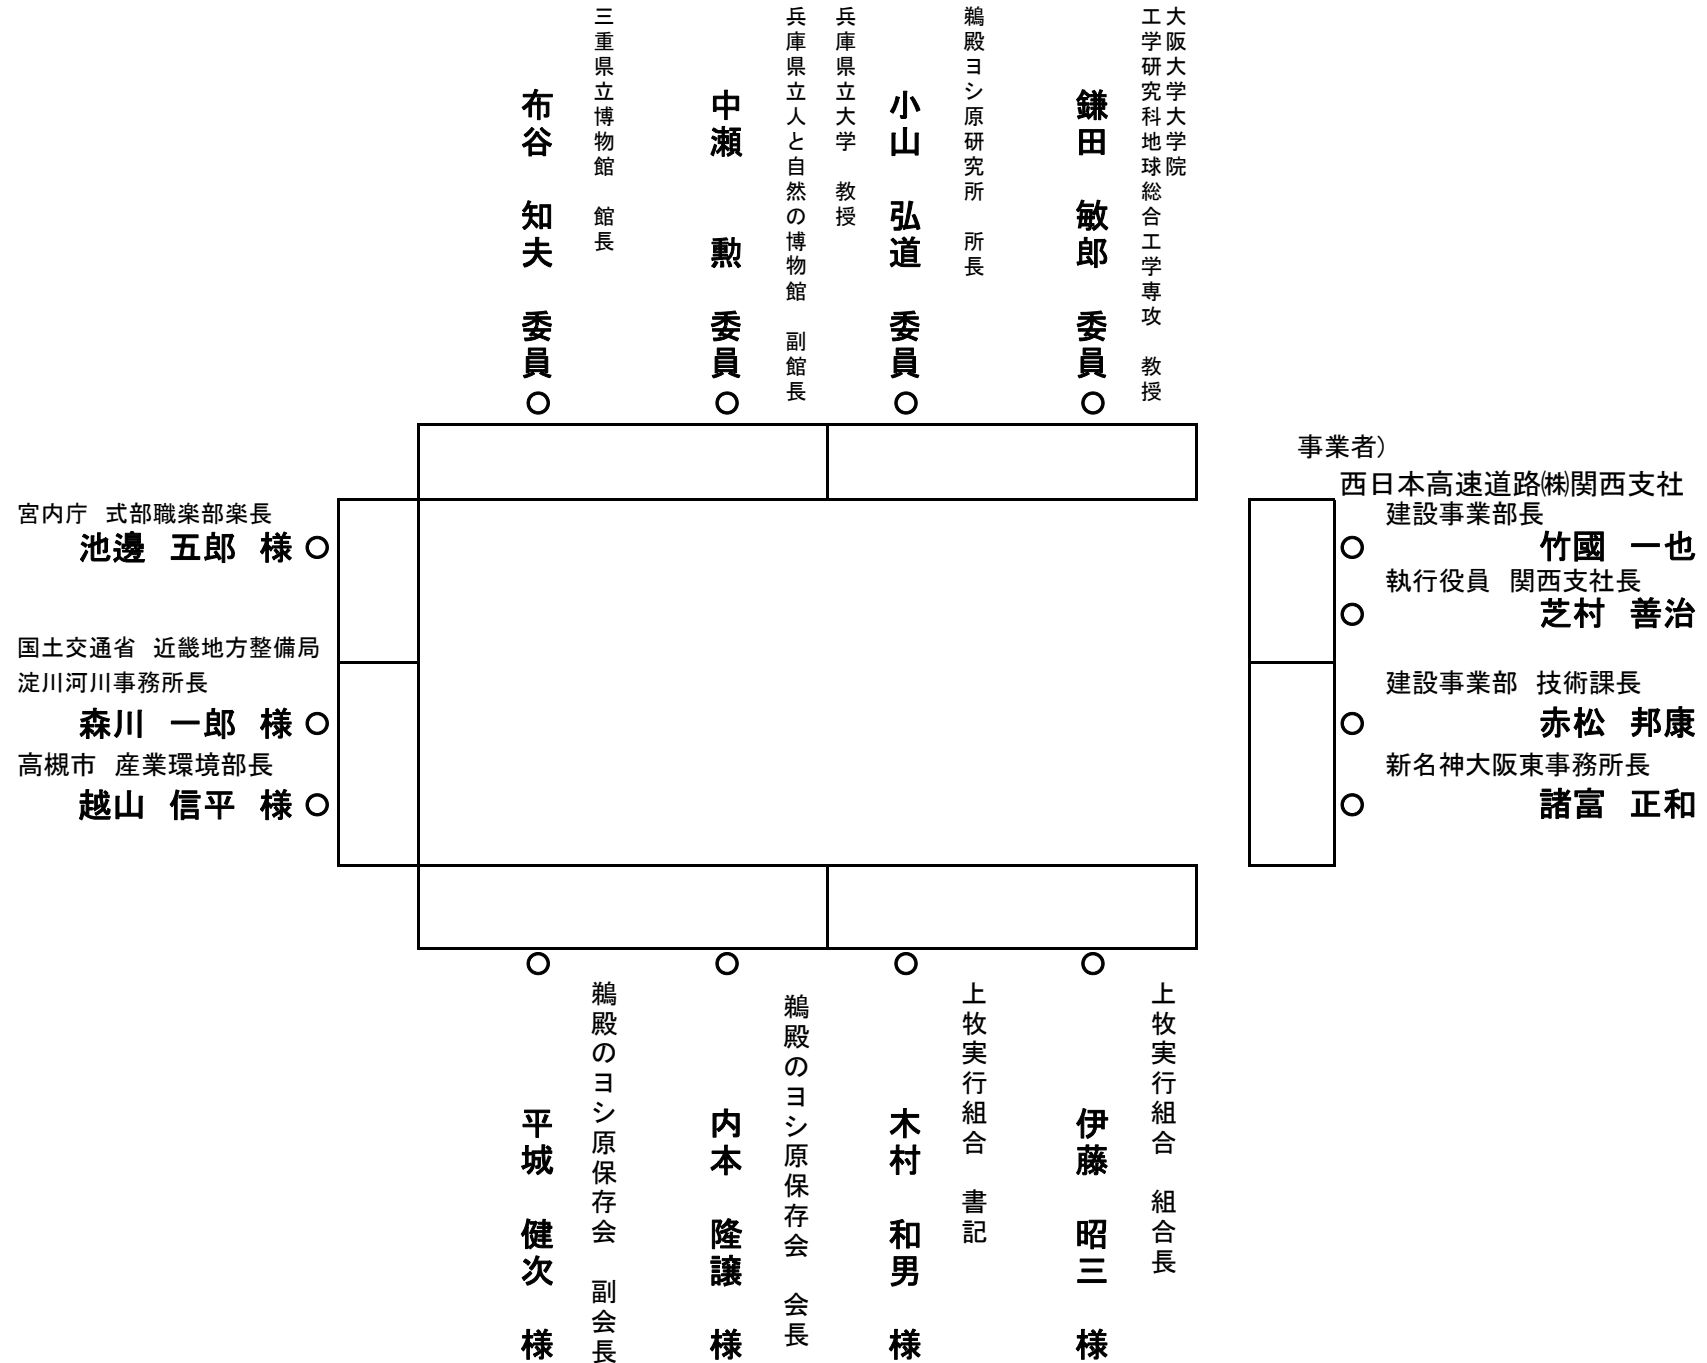 大阪大学大学院
工学研究科地球総合工学専攻　教授
鎌田　敏郎　委員
鵜殿ヨシ原研究所　所長
小山　弘道　委員
兵庫県立大学　教授
兵庫県立人と自然の博物館　副館長
中瀬　　勲　委員
三重県立博物館　館長
布谷　知夫　委員
宮内庁　式部職楽部楽長
池邊　五郎　様
国土交通省　近畿地方整備局
淀川河川事務所長
森川　一郎　様
高槻市　産業環境部長
越山　信平　様
事業者）
西日本高速道路㈱関西支社
建設事業部長
竹國　一也
執行役員　関西支社長
芝村　善治
建設事業部　技術課長
赤松　邦康
新名神大阪東事務所長
諸富　正和
上牧実行組合　組合長
伊藤　昭三　様
上牧実行組合　書記
木村　和男　様
鵜殿のヨシ原保存会　会長
内本　隆譲　様
鵜殿のヨシ原保存会　副会長
平城　健次　様